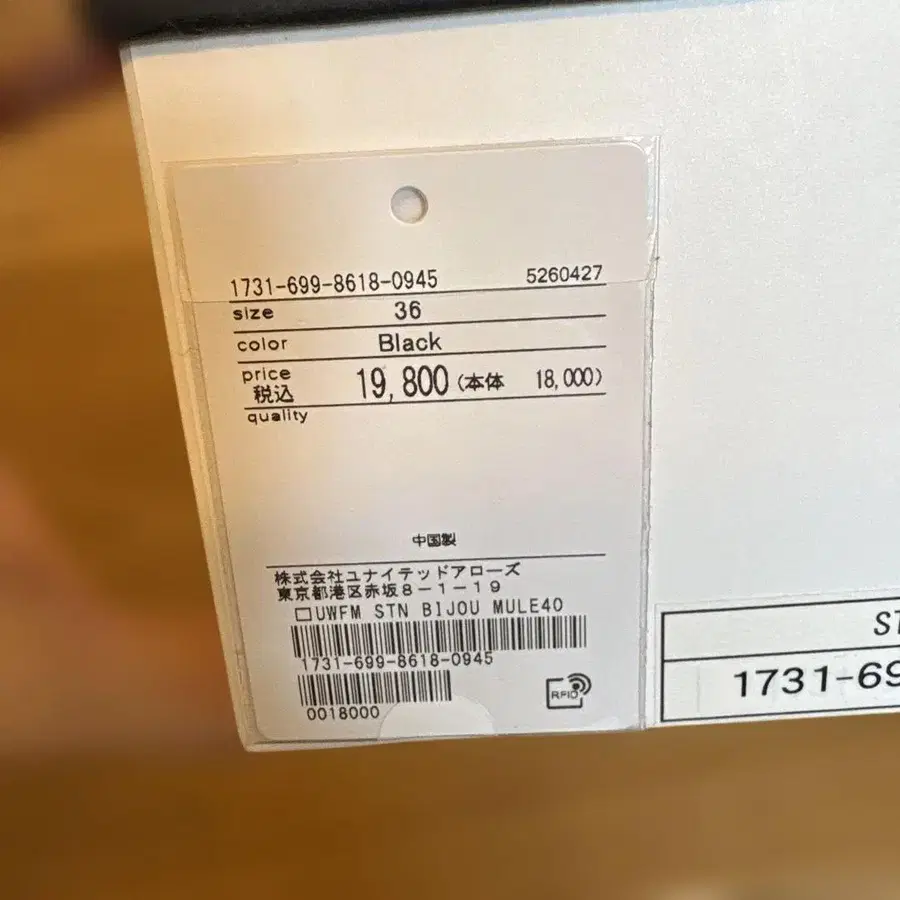 1731-699-8618-0945 5260427
size 36
color Black
price
税込 19,800 (本体 18,000)
quality
中国製
株式会社ユナイテッドアローズ
東京都港区赤坂8-1-19
□UWFM STN BIJOU MULE40
1731-699-8618-0945
RFID
0018000
ST
1731-69